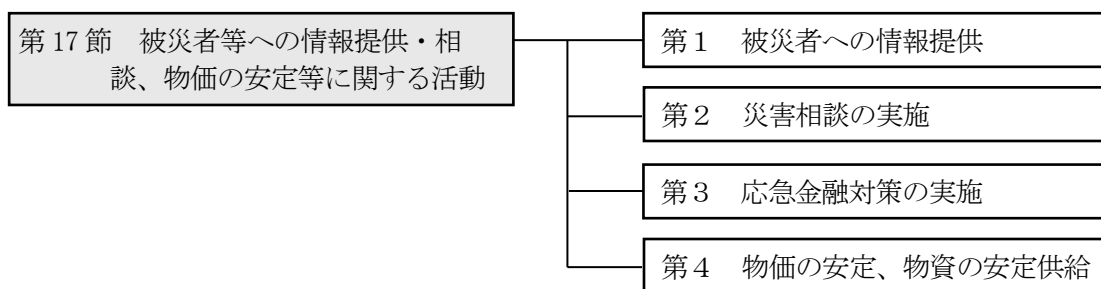 第17節　被災者等への情報提供・相
談、物価の安定等に関する活動
第１　被災者への情報提供
第２　災害相談の実施
第３　応急金融対策の実施
第４　物価の安定、物資の安定供給